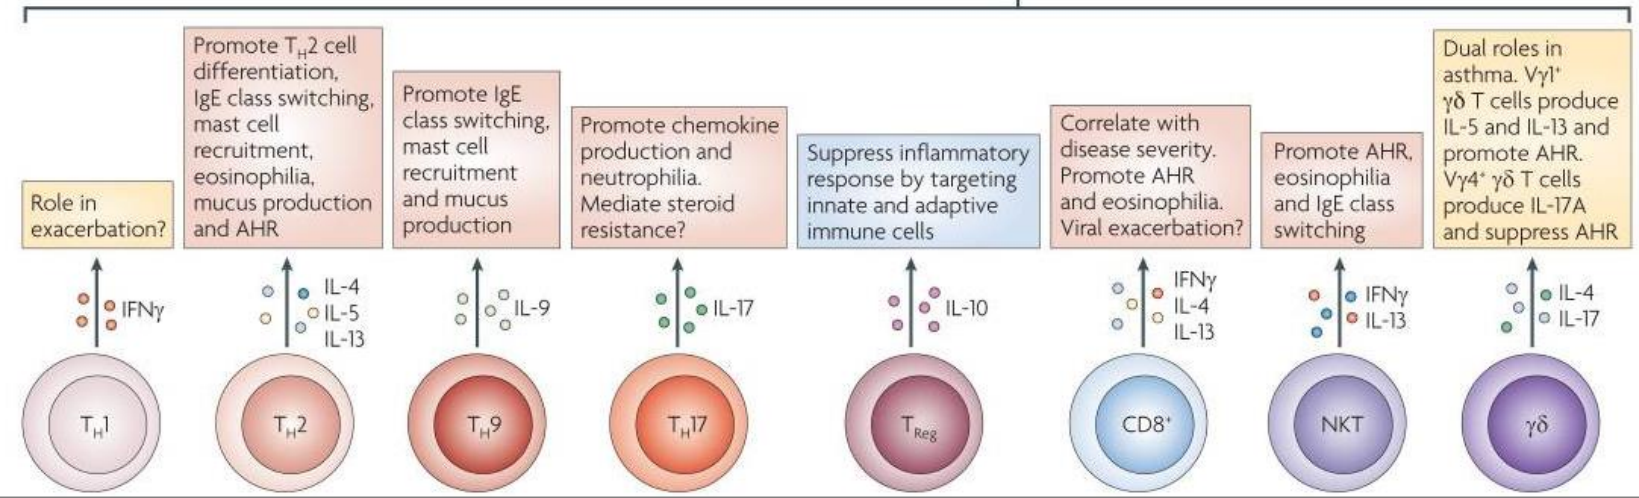 Role in
exacerbation?
Promote TH2 cell
differentiation,
IgE class switching,
mast cell
recruitment,
eosinophilia,
mucus production
and AHR
Promote IgE
class switching,
mast cell
recruitment
and mucus
production
Promote chemokine
production and
neutrophilia.
Mediate steroid
resistance?
Suppress inflammatory
response by targeting
innate and adaptive
immune cells
Correlate with
disease severity.
Promote AHR
and eosinophilia.
Viral exacerbation?
Promote AHR,
eosinophilia
and IgE class
switching
Dual roles in
asthma. Vγ1⁺
γδ T cells produce
IL-5 and IL-13 and
promote AHR.
Vγ4⁺ γδ T cells
produce IL-17A
and suppress AHR
IFNγ
IL-4
IL-5
IL-13
IL-9
IL-17
IL-10
IFNγ
IL-4
IL-13
IFNγ
IL-13
IL-4
IL-17
TH1
TH2
TH9
TH17
TReg
CD8⁺
NKT
γδ